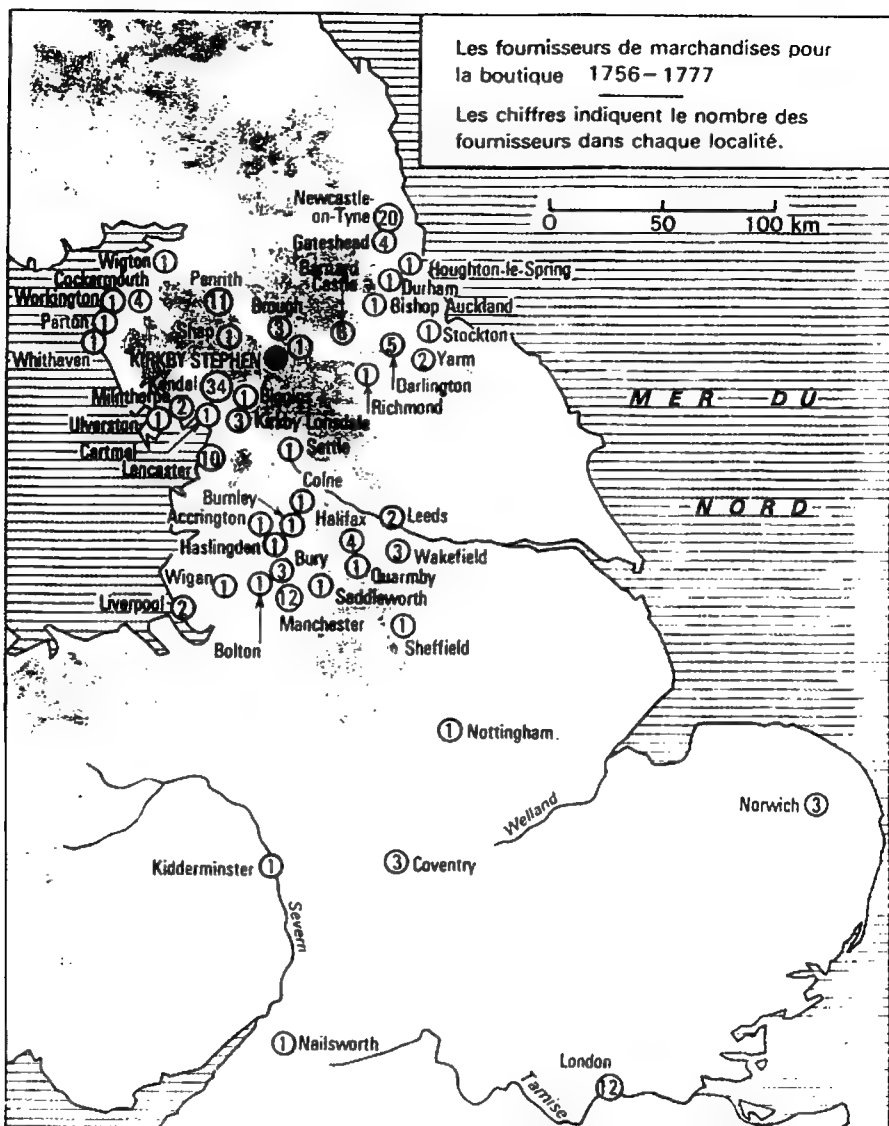 Les fournisseurs de marchandises pour
la boutique 1756–1777
Les chiffres indiquent le nombre des
fournisseurs dans chaque localité.
0 50 100 km
Newcastle-
on-Tyne
20
Gateshead 4
Wigton 1
1 Houghton-le-Spring
Barnard
Castle
6
1 Durham
Cockermouth
4
Penrith
11
1 Bishop Auckland
Workington 1
Parton 1
Brough
3
1
Shap 1
1 Stockton
Whithaven 1
KIRKBY STEPHEN
5
Darlington
2 Yarm
Kendal 34
1
Richmond
MER DU
NORD
Milnthorpe 2
1
Ulverston 1
1
3 Kirkby Lonsdale
Cartmel
Lencaster 10
1 Settle
Colne
1
Burnley
1
Accrington 1
Halifax
4
2 Leeds
Haslingden 1
3 Wakefield
Bury
3
1
Quarmby
Wigan 1
1
Bolton
1
Saddleworth
Liverpool 2
12
Manchester
1
Sheffield
1 Nottingham
Welland
Norwich 3
Kidderminster 1
3 Coventry
Severn
1 Nailsworth
London
12
Tamise